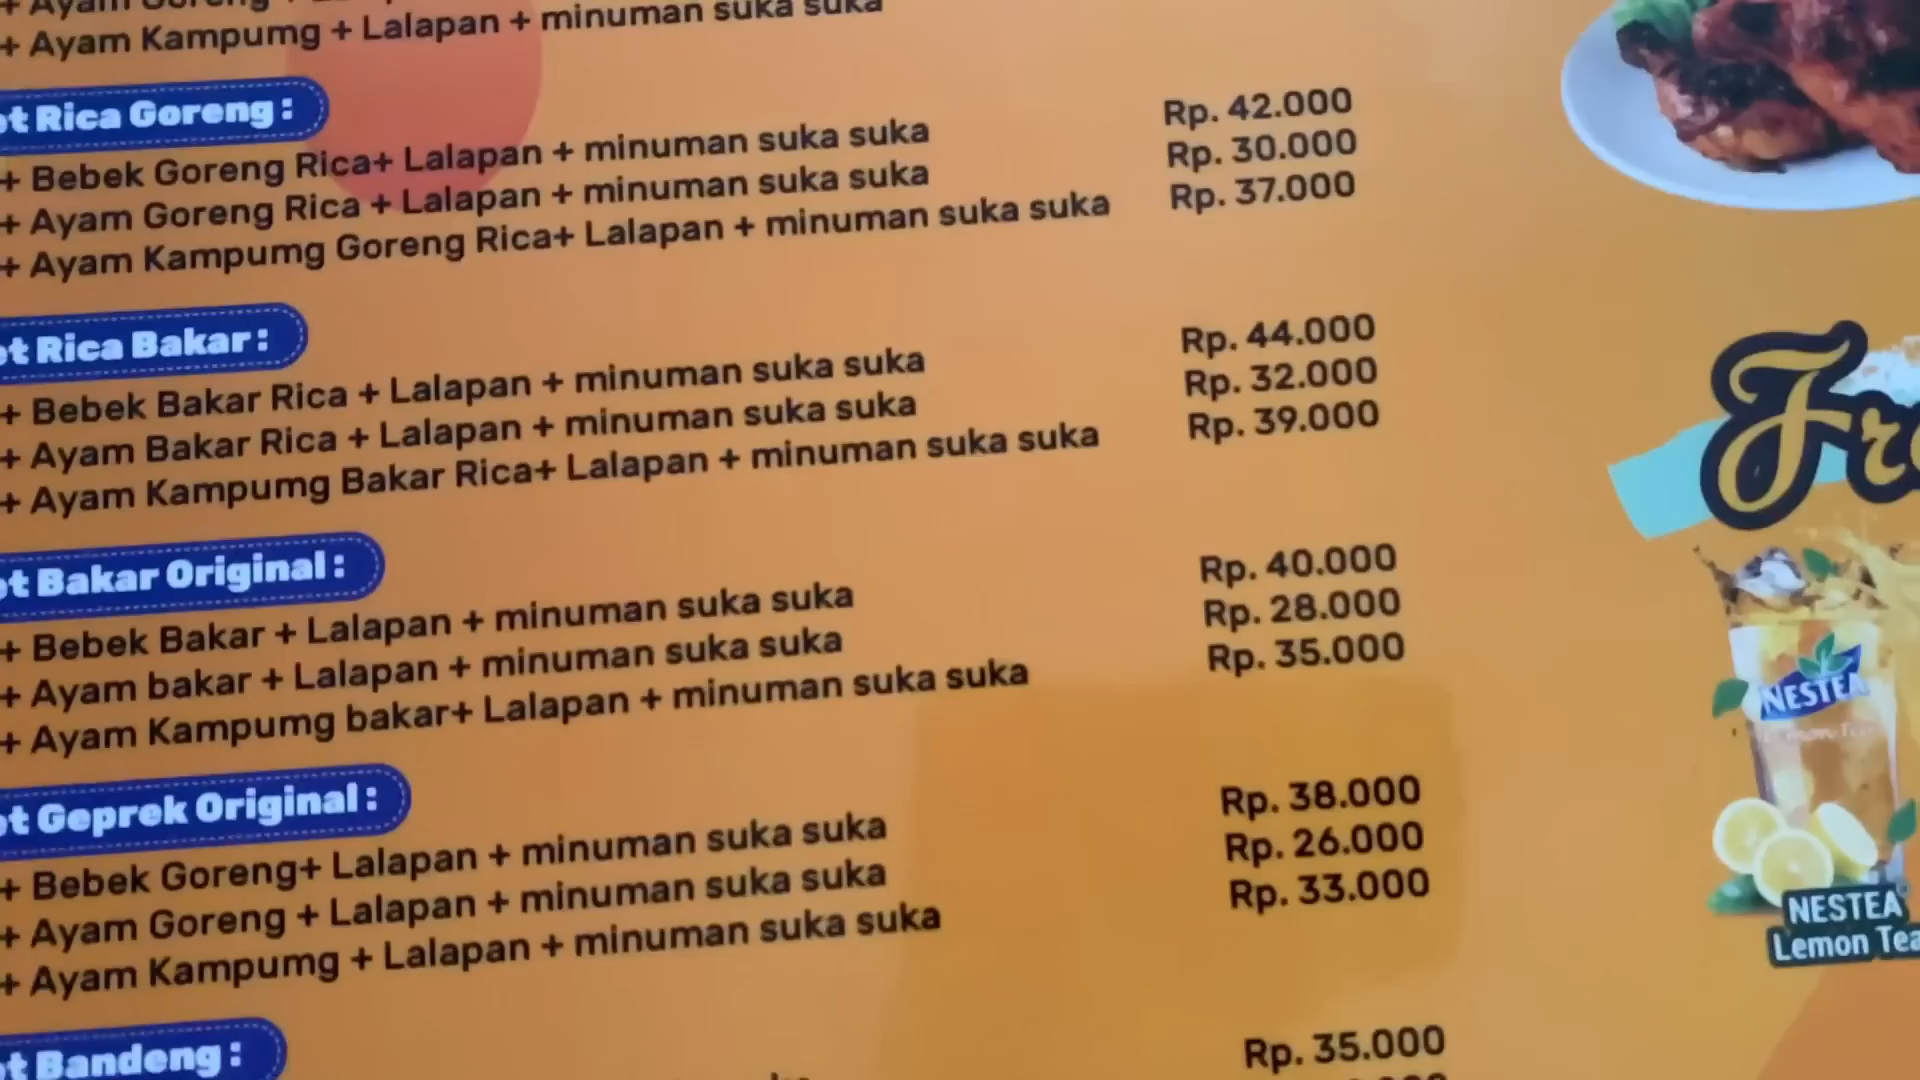 + Ayam Goreng +
+ Ayam Kampumg + Lalapan + minuman suka suka
Rica Goreng :
+ Bebek Goreng Rica+ Lalapan + minuman suka suka Rp. 42.000
+ Ayam Goreng Rica + Lalapan + minuman suka suka Rp. 30.000
+ Ayam Kampumg Goreng Rica+ Lalapan + minuman suka suka Rp. 37.000
Rica Bakar :
+ Bebek Bakar Rica + Lalapan + minuman suka suka Rp. 44.000
+ Ayam Bakar Rica + Lalapan + minuman suka suka Rp. 32.000
+ Ayam Kampumg Bakar Rica+ Lalapan + minuman suka suka Rp. 39.000
Bakar Original :
+ Bebek Bakar + Lalapan + minuman suka suka Rp. 40.000
+ Ayam bakar + Lalapan + minuman suka suka Rp. 28.000
+ Ayam Kampumg bakar+ Lalapan + minuman suka suka Rp. 35.000
Geprek Original :
+ Bebek Goreng+ Lalapan + minuman suka suka Rp. 38.000
+ Ayam Goreng + Lalapan + minuman suka suka Rp. 26.000
+ Ayam Kampumg + Lalapan + minuman suka suka Rp. 33.000
Bandeng :
Rp. 35.000
NESTEA
NESTEA
Lemon Tea